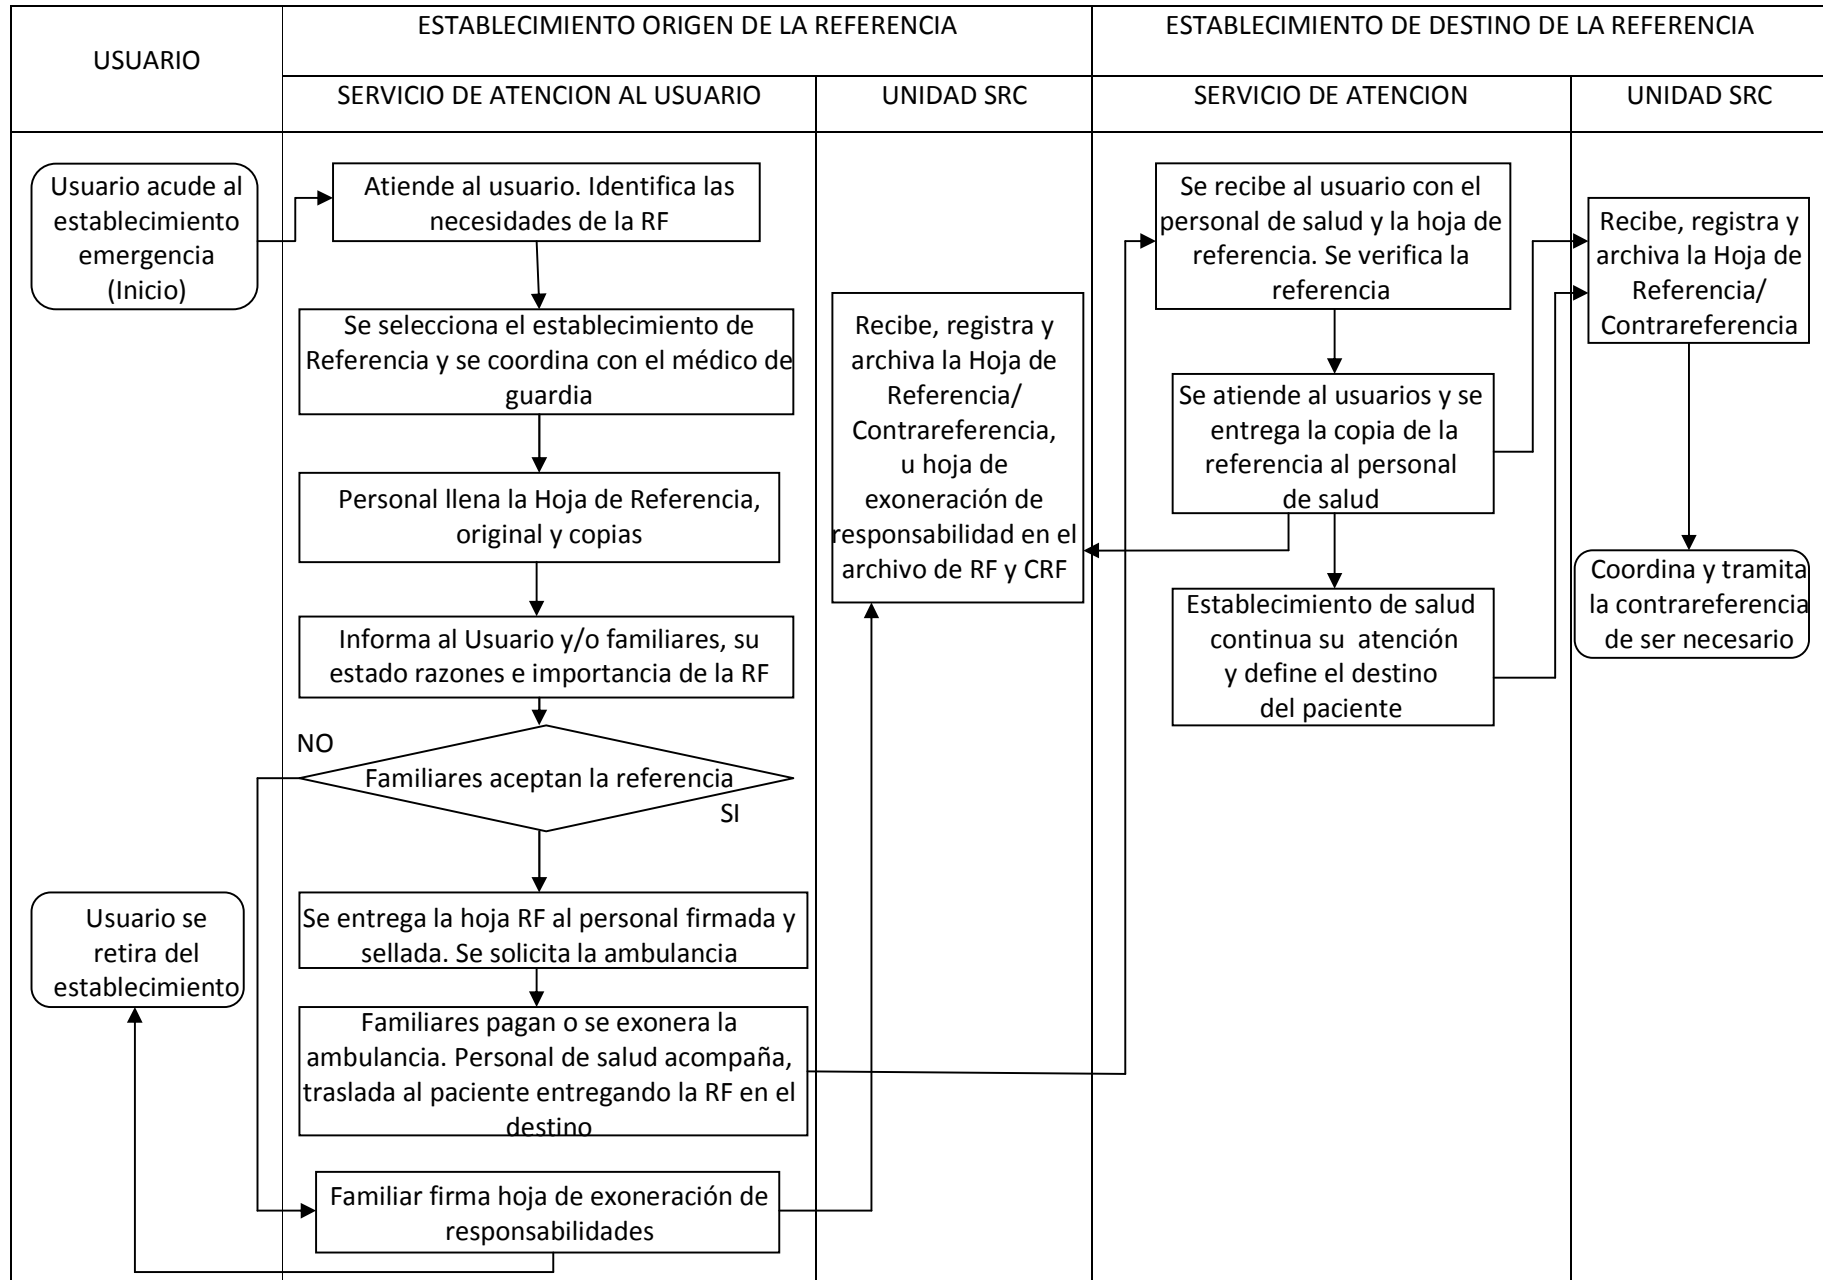 USUARIO
ESTABLECIMIENTO ORIGEN DE LA REFERENCIA
ESTABLECIMIENTO DE DESTINO DE LA REFERENCIA
SERVICIO DE ATENCION AL USUARIO
UNIDAD SRC
SERVICIO DE ATENCION
UNIDAD SRC
Usuario acude al
establecimiento
emergencia
(Inicio)
Atiende al usuario. Identifica las
necesidades de la RF
Se selecciona el establecimiento de
Referencia y se coordina con el médico de
guardia
Personal llena la Hoja de Referencia,
original y copias
Informa al Usuario y/o familiares, su
estado razones e importancia de la RF
NO
Familiares aceptan la referencia
SI
Se entrega la hoja RF al personal firmada y
sellada. Se solicita la ambulancia
Familiares pagan o se exonera la
ambulancia. Personal de salud acompaña,
traslada al paciente entregando la RF en el
destino
Familiar firma hoja de exoneración de
responsabilidades
Usuario se
retira del
establecimiento
Recibe, registra y
archiva la Hoja de
Referencia/
Contrareferencia,
u hoja de
exoneración de
responsabilidad en el
archivo de RF y CRF
Se recibe al usuario con el
personal de salud y la hoja de
referencia. Se verifica la
referencia
Se atiende al usuarios y se
entrega la copia de la
referencia al personal
de salud
Establecimiento de salud
continua su atención
y define el destino
del paciente
Recibe, registra y
archiva la Hoja de
Referencia/
Contrareferencia
Coordina y tramita
la contrareferencia
de ser necesario